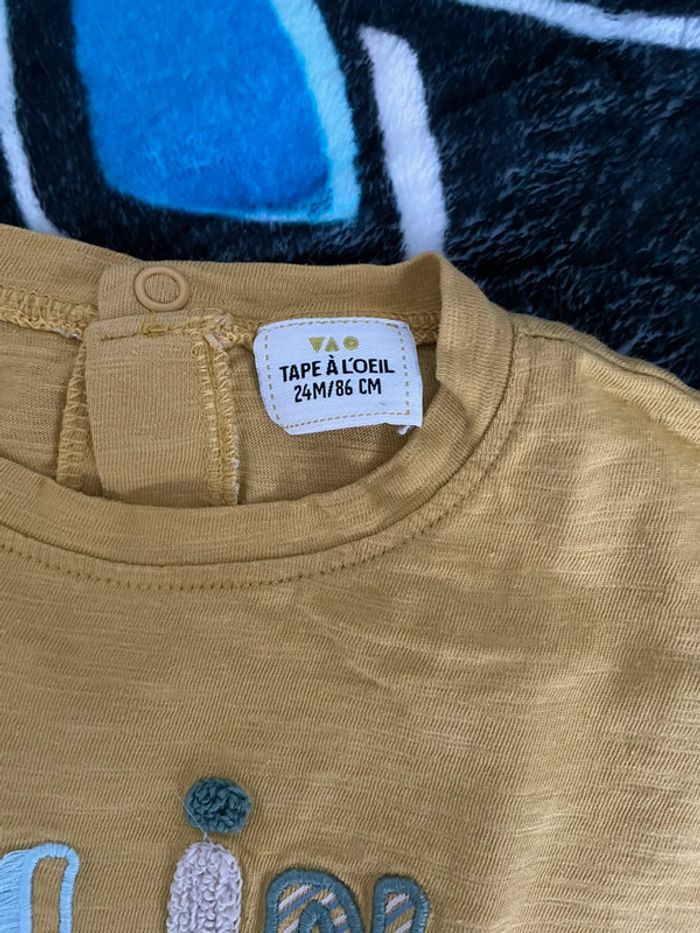 TAPE À L'OEIL
24M/86 CM